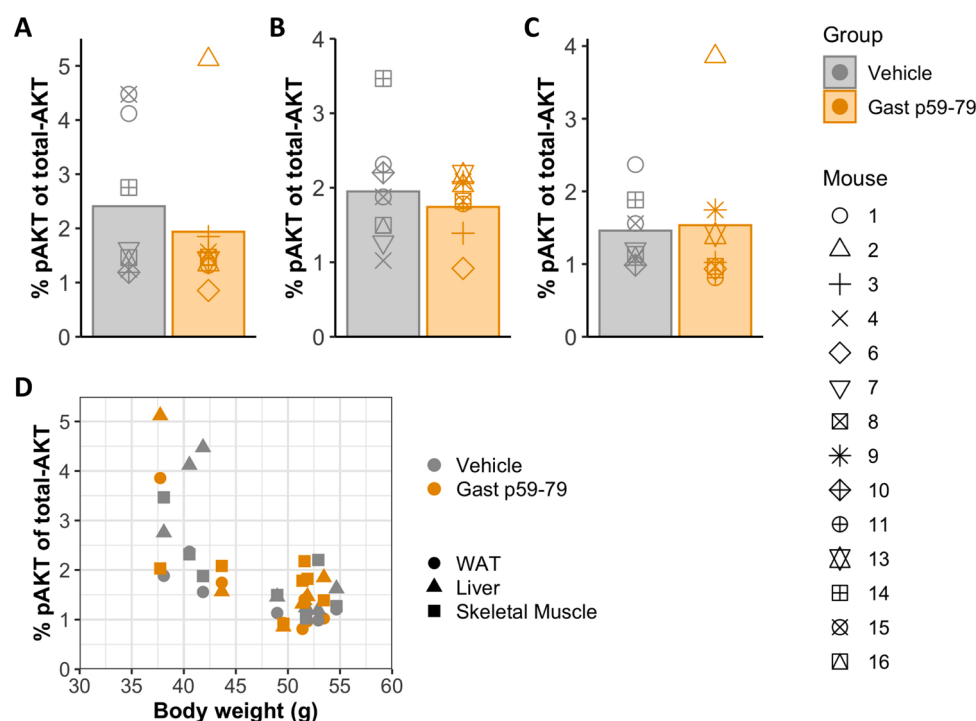 A
B
C
% pAKT ot total-AKT
5
4
3
2
1
0
% pAKT ot total-AKT
4
3
2
1
0
% pAKT ot total-AKT
4
3
2
1
0
Group
Vehicle
Gast p59-79
Mouse
1
2
3
4
6
7
8
9
10
11
13
14
15
16
D
% pAKT of total-AKT
5
4
3
2
1
0
30 35 40 45 50 55 60
Body weight (g)
Vehicle
Gast p59-79
WAT
Liver
Skeletal Muscle